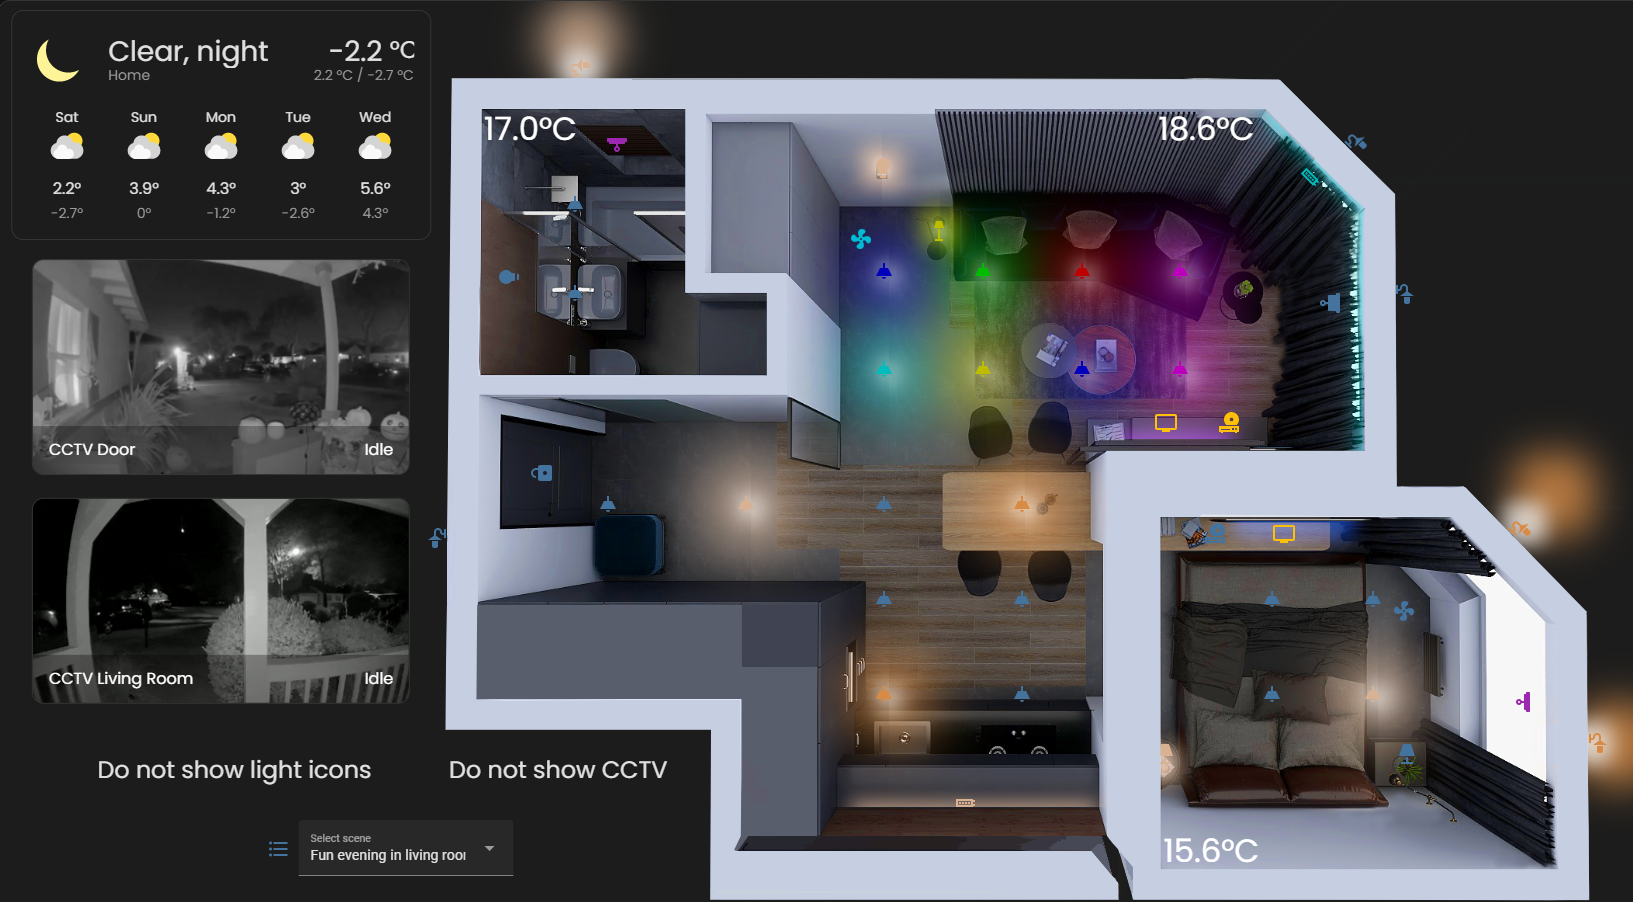 Clear, night
-2.2 °C
Home
2.2 °C / -2.7 °C
Sat Sun Mon Tue Wed
2.2° 3.9° 4.3° 3° 5.6°
-2.7° 0° -1.2° -2.6° 4.3°
CCTV Door Idle
CCTV Living Room Idle
Do not show light icons
Do not show CCTV
Select scene
Fun evening in living roor
17.0°C
18.6°C
15.6°C